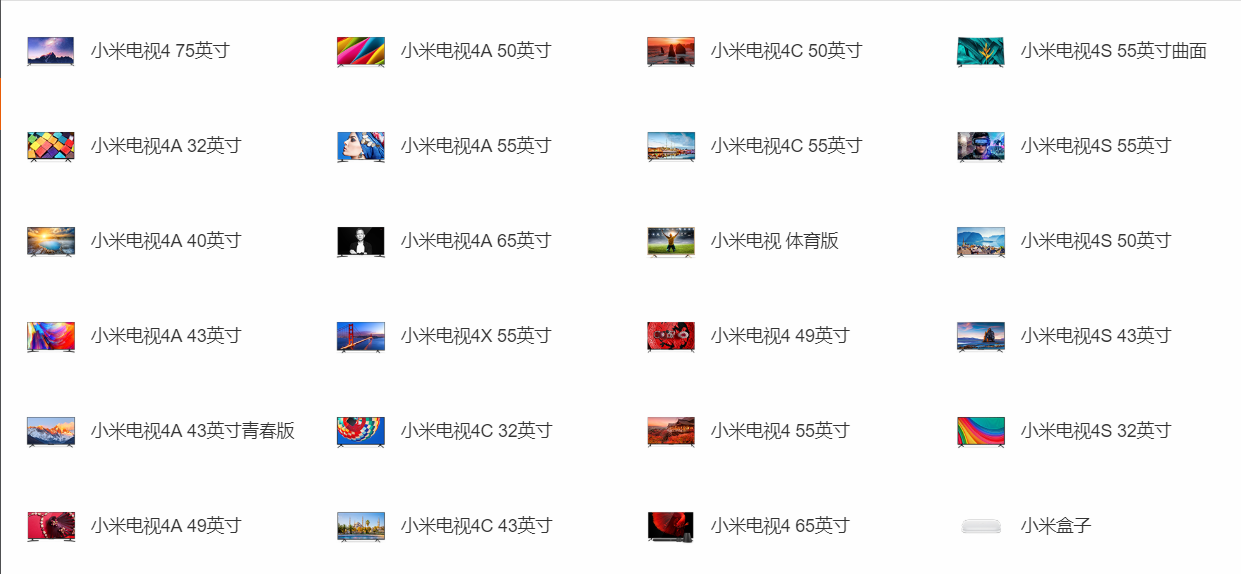 小米电视4 75英寸
小米电视4A 50英寸
小米电视4C 50英寸
小米电视4S 55英寸曲面
小米电视4A 32英寸
小米电视4A 55英寸
小米电视4C 55英寸
小米电视4S 55英寸
小米电视4A 40英寸
小米电视4A 65英寸
小米电视 体育版
小米电视4S 50英寸
小米电视4A 43英寸
小米电视4X 55英寸
小米电视4 49英寸
小米电视4S 43英寸
小米电视4A 43英寸青春版
小米电视4C 32英寸
小米电视4 55英寸
小米电视4S 32英寸
小米电视4A 49英寸
小米电视4C 43英寸
小米电视4 65英寸
小米盒子